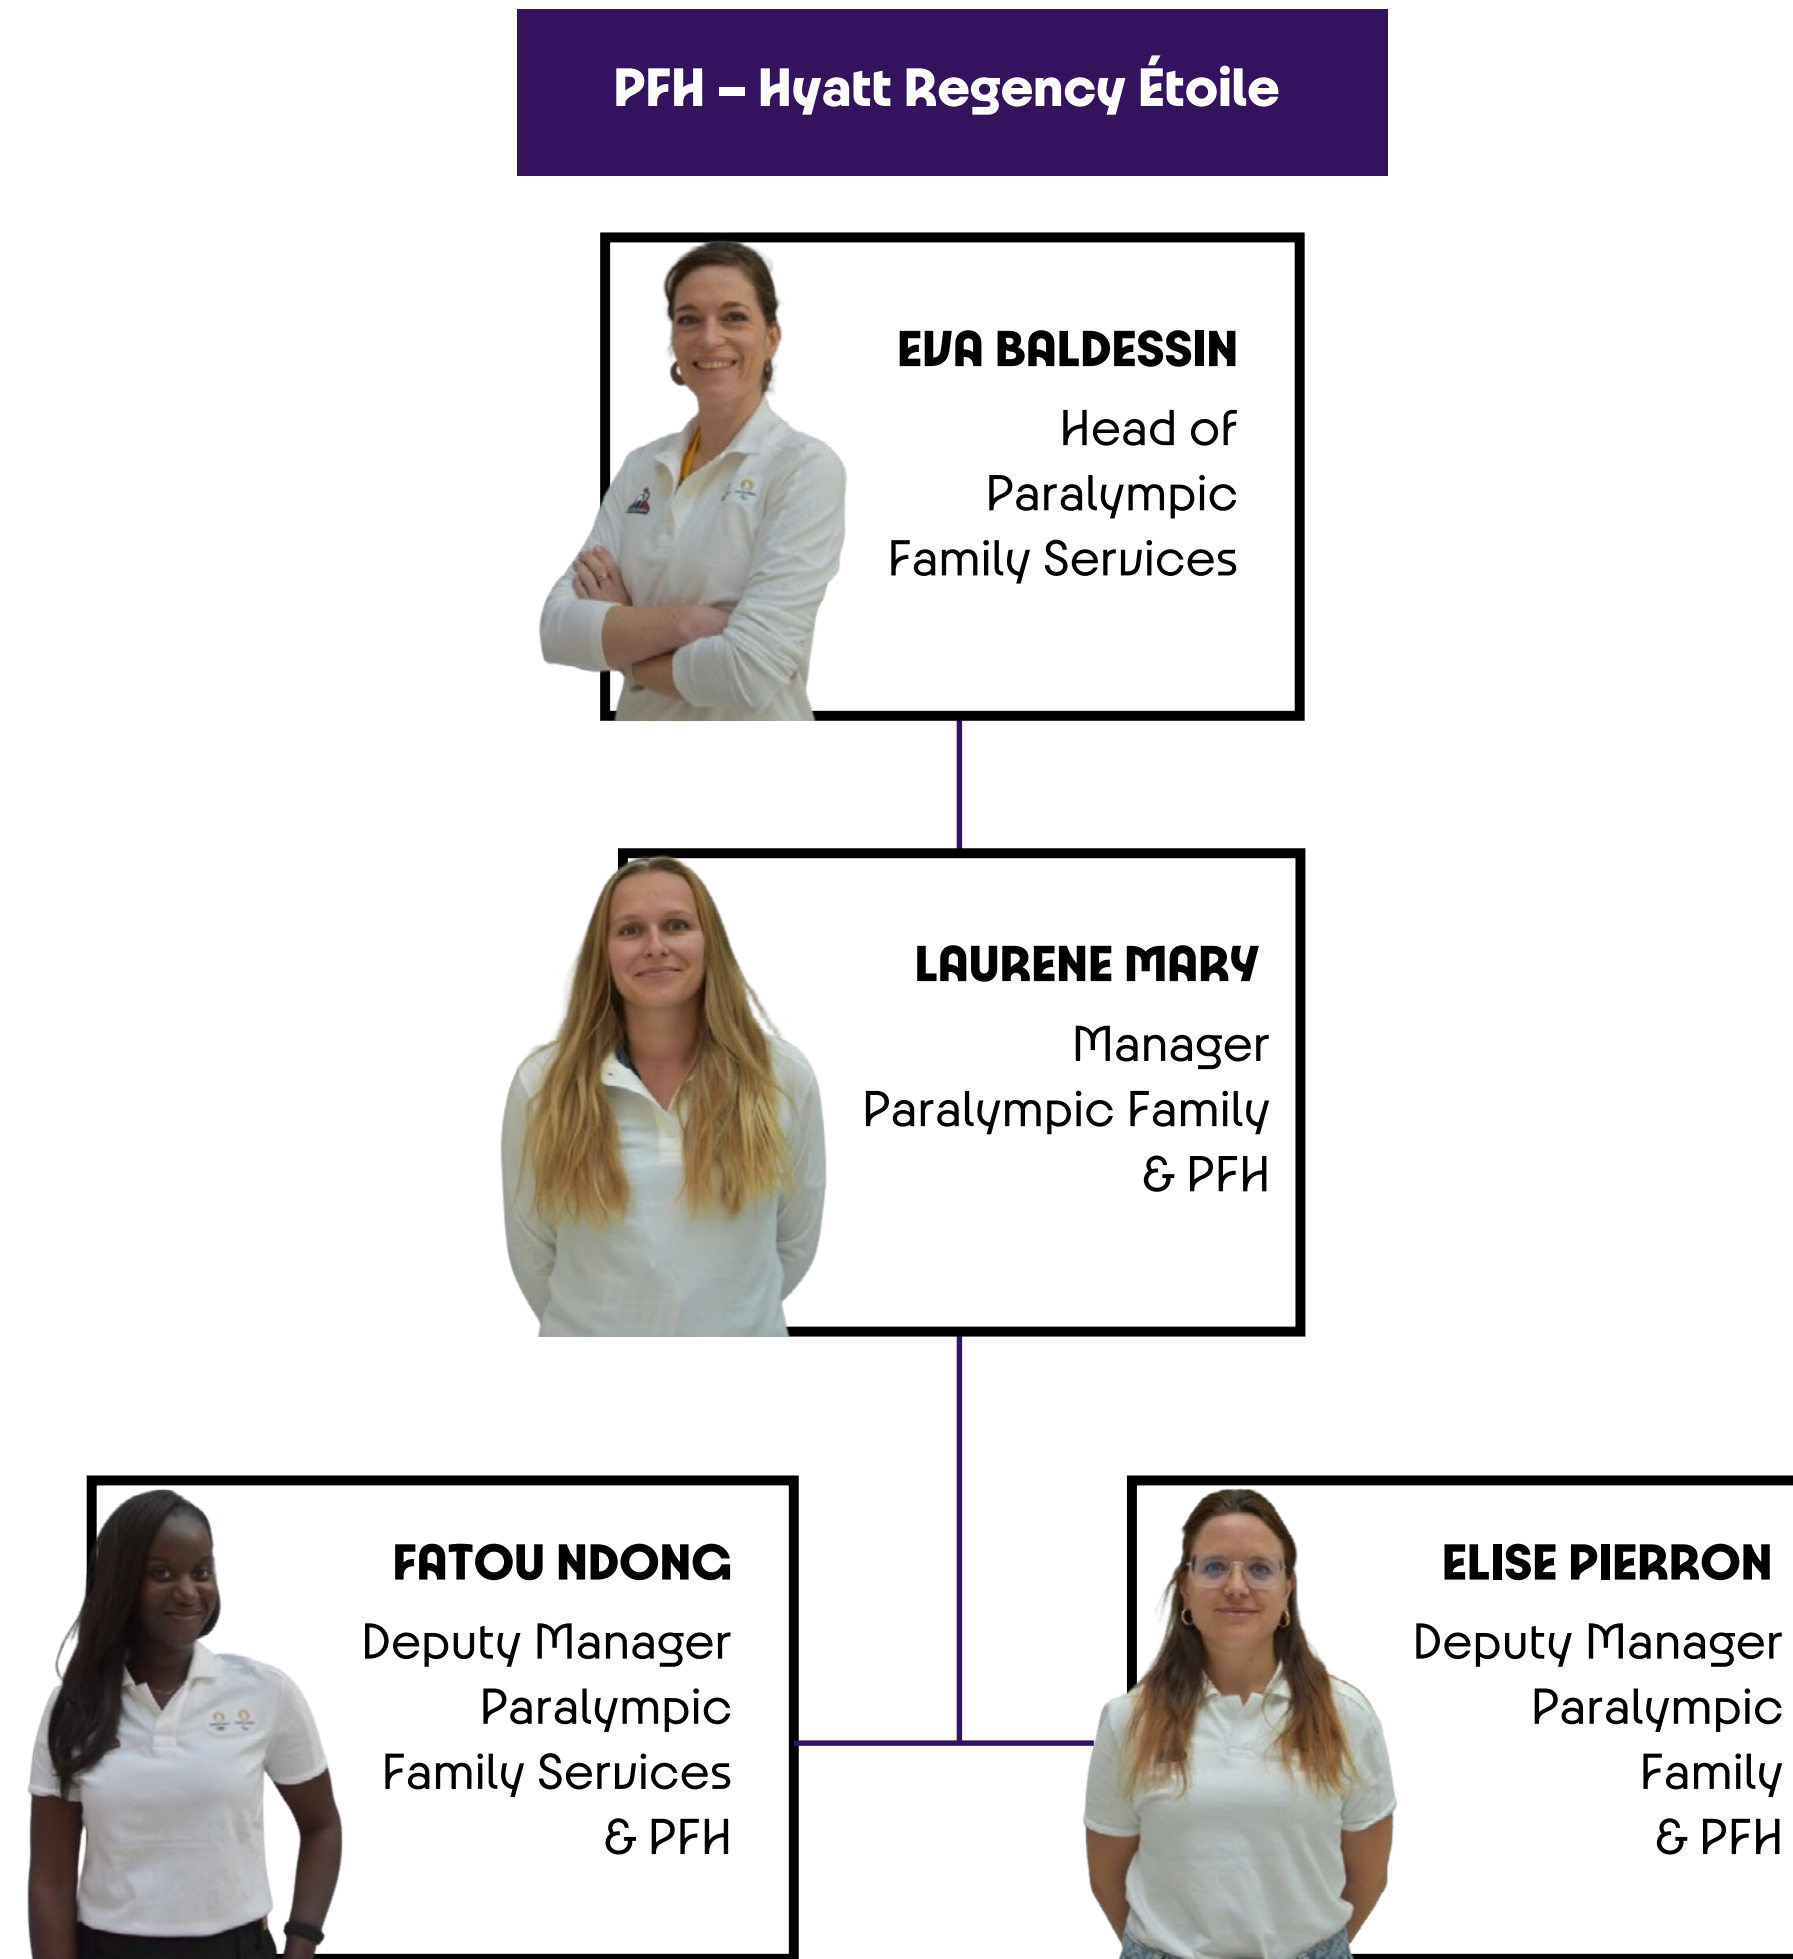 PFH – Hyatt Regency Étoile
EVA BALDESSIN
Head of
Paralympic
Family Services
LAURENE MARY
Manager
Paralympic Family
& PFH
FATOU NDONG
Deputy Manager
Paralympic
Family Services
& PFH
ELISE PIERRON
Deputy Manager
Paralympic
Family
& PFH